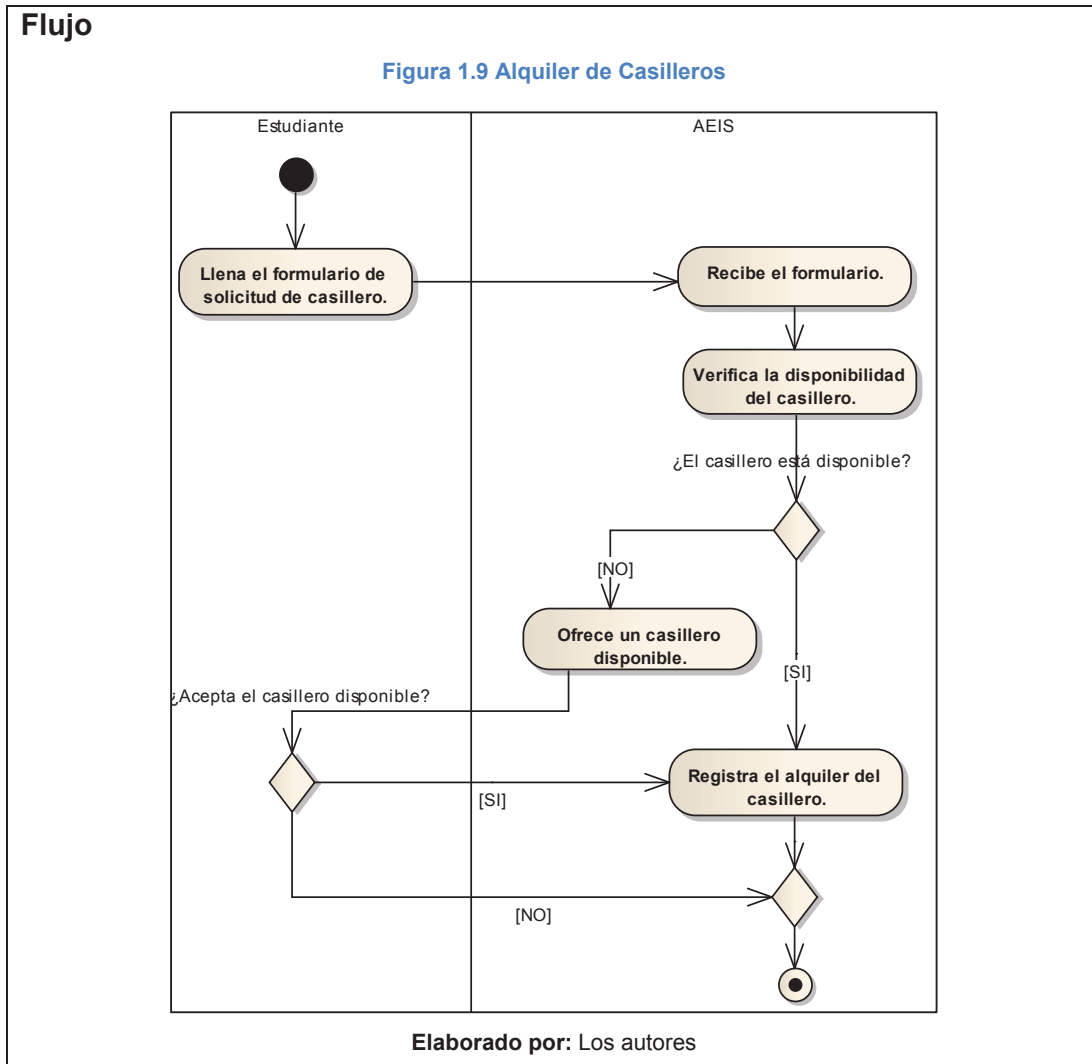 Flujo
Figura 1.9 Alquiler de Casilleros
Estudiante
AEIS
Llena el formulario de
solicitud de casillero.
Recibe el formulario.
Verifica la disponibilidad
del casillero.
¿El casillero está disponible?
[NO]
Ofrece un casillero
disponible.
[SI]
¿Acepta el casillero disponible?
Registra el alquiler del
casillero.
[SI]
[NO]
Elaborado por: Los autores